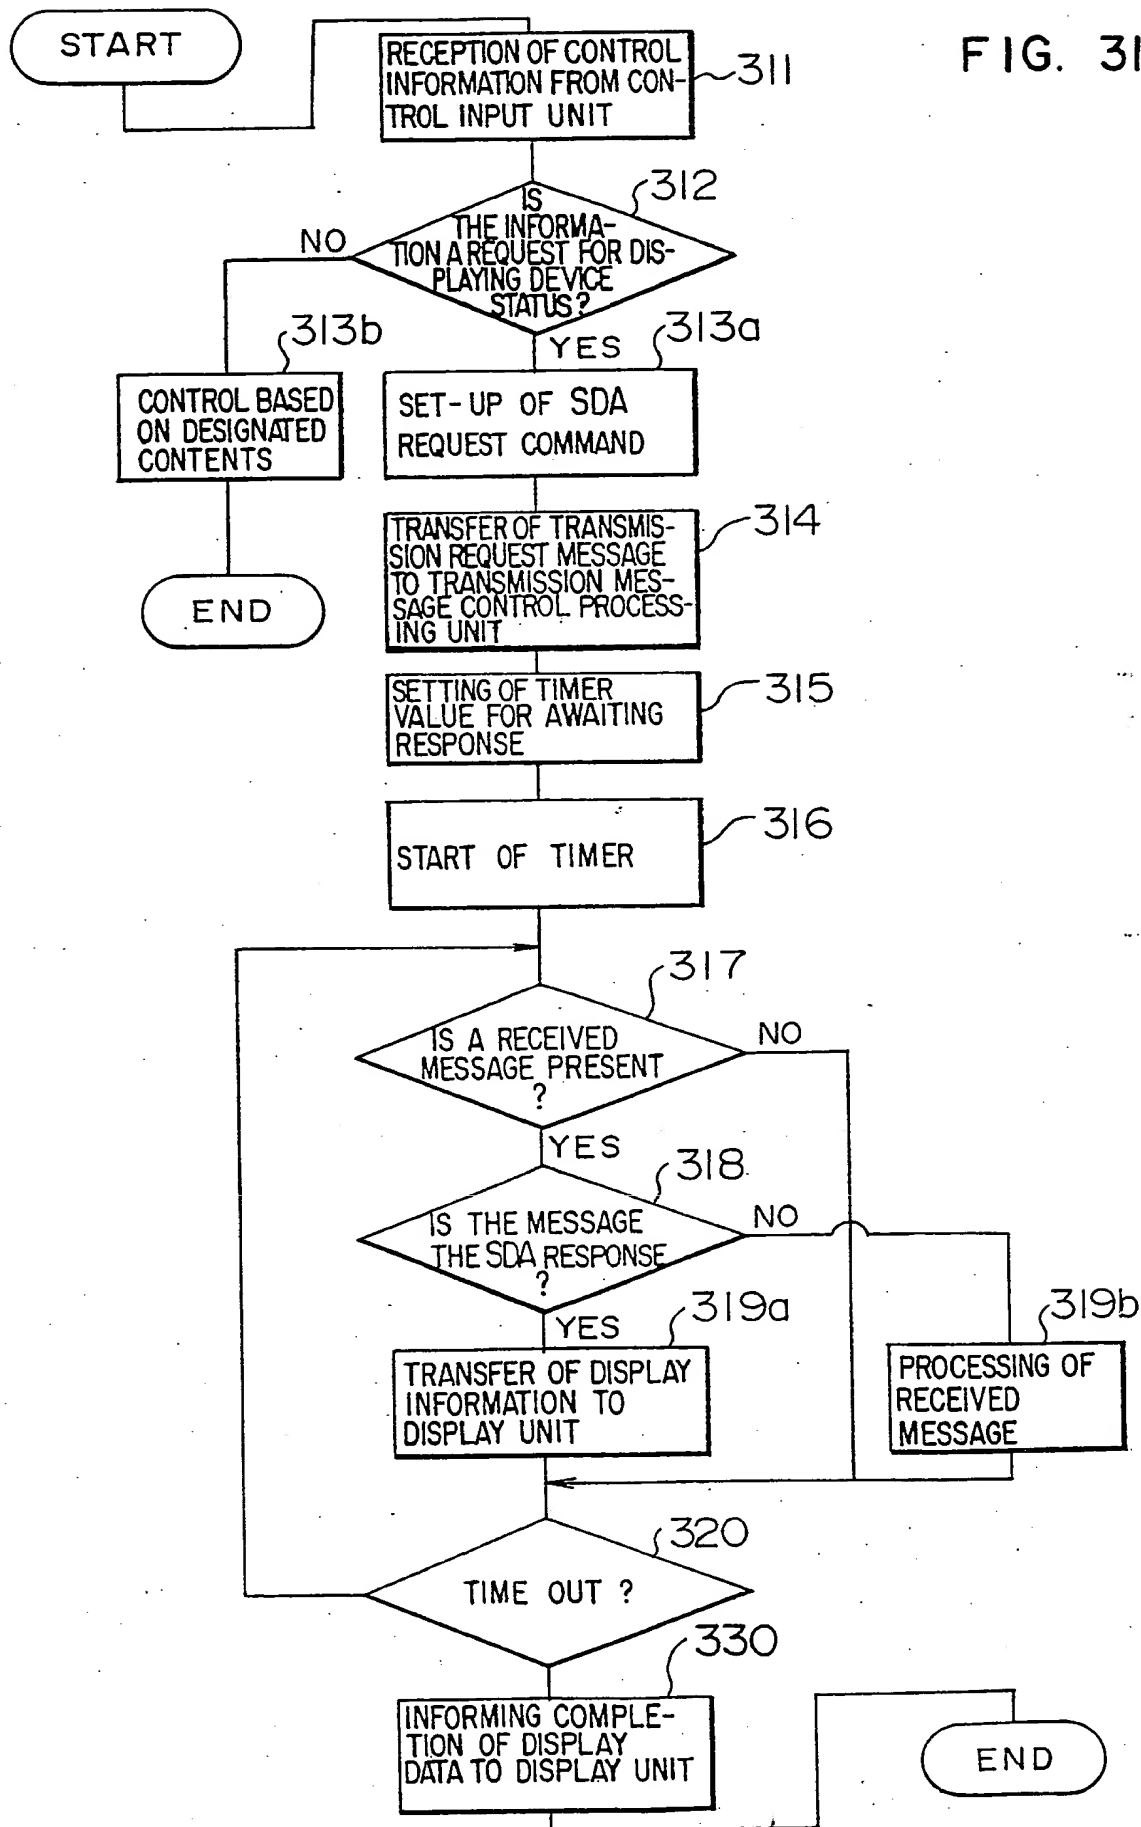 START
FIG. 31
RECEPTION OF CONTROL
INFORMATION FROM CON-
TROL INPUT UNIT
311
312
IS
THE INFORMA-
TION A REQUEST FOR DIS-
PLAYING DEVICE
STATUS?
NO
YES
313b
313a
CONTROL BASED
ON DESIGNATED
CONTENTS
SET-UP OF SDA
REQUEST COMMAND
END
314
TRANSFER OF TRANSMIS-
SION REQUEST MESSAGE
TO TRANSMISSION MES-
SAGE CONTROL PROCESS-
ING UNIT
315
SETTING OF TIMER
VALUE FOR AWAITING
RESPONSE
316
START OF TIMER
317
IS A RECEIVED
MESSAGE PRESENT
?
NO
YES
318
IS THE MESSAGE
THE SDA RESPONSE
?
NO
YES
319a
319b
TRANSFER OF DISPLAY
INFORMATION TO
DISPLAY UNIT
PROCESSING OF
RECEIVED
MESSAGE
320
TIME OUT ?
330
INFORMING COMPLE-
TION OF DISPLAY
DATA TO DISPLAY UNIT
END